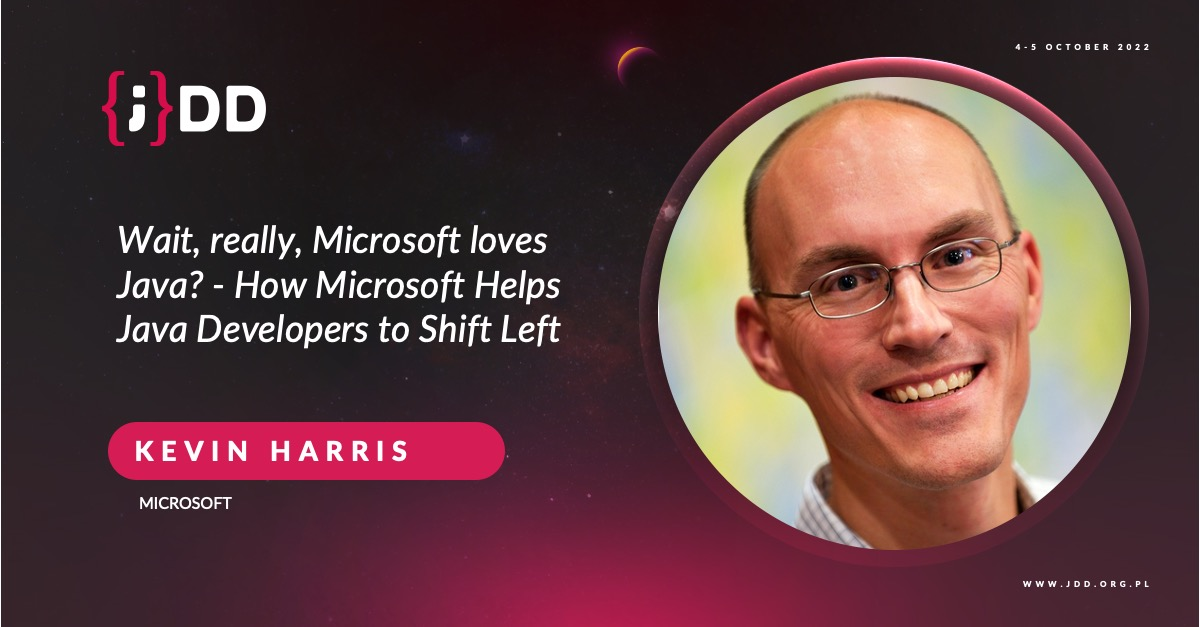 4-5 OCTOBER 2022
{;}DD
Wait, really, Microsoft loves
Java? - How Microsoft Helps
Java Developers to Shift Left
KEVIN HARRIS
MICROSOFT
WWW.JDD.ORG.PL